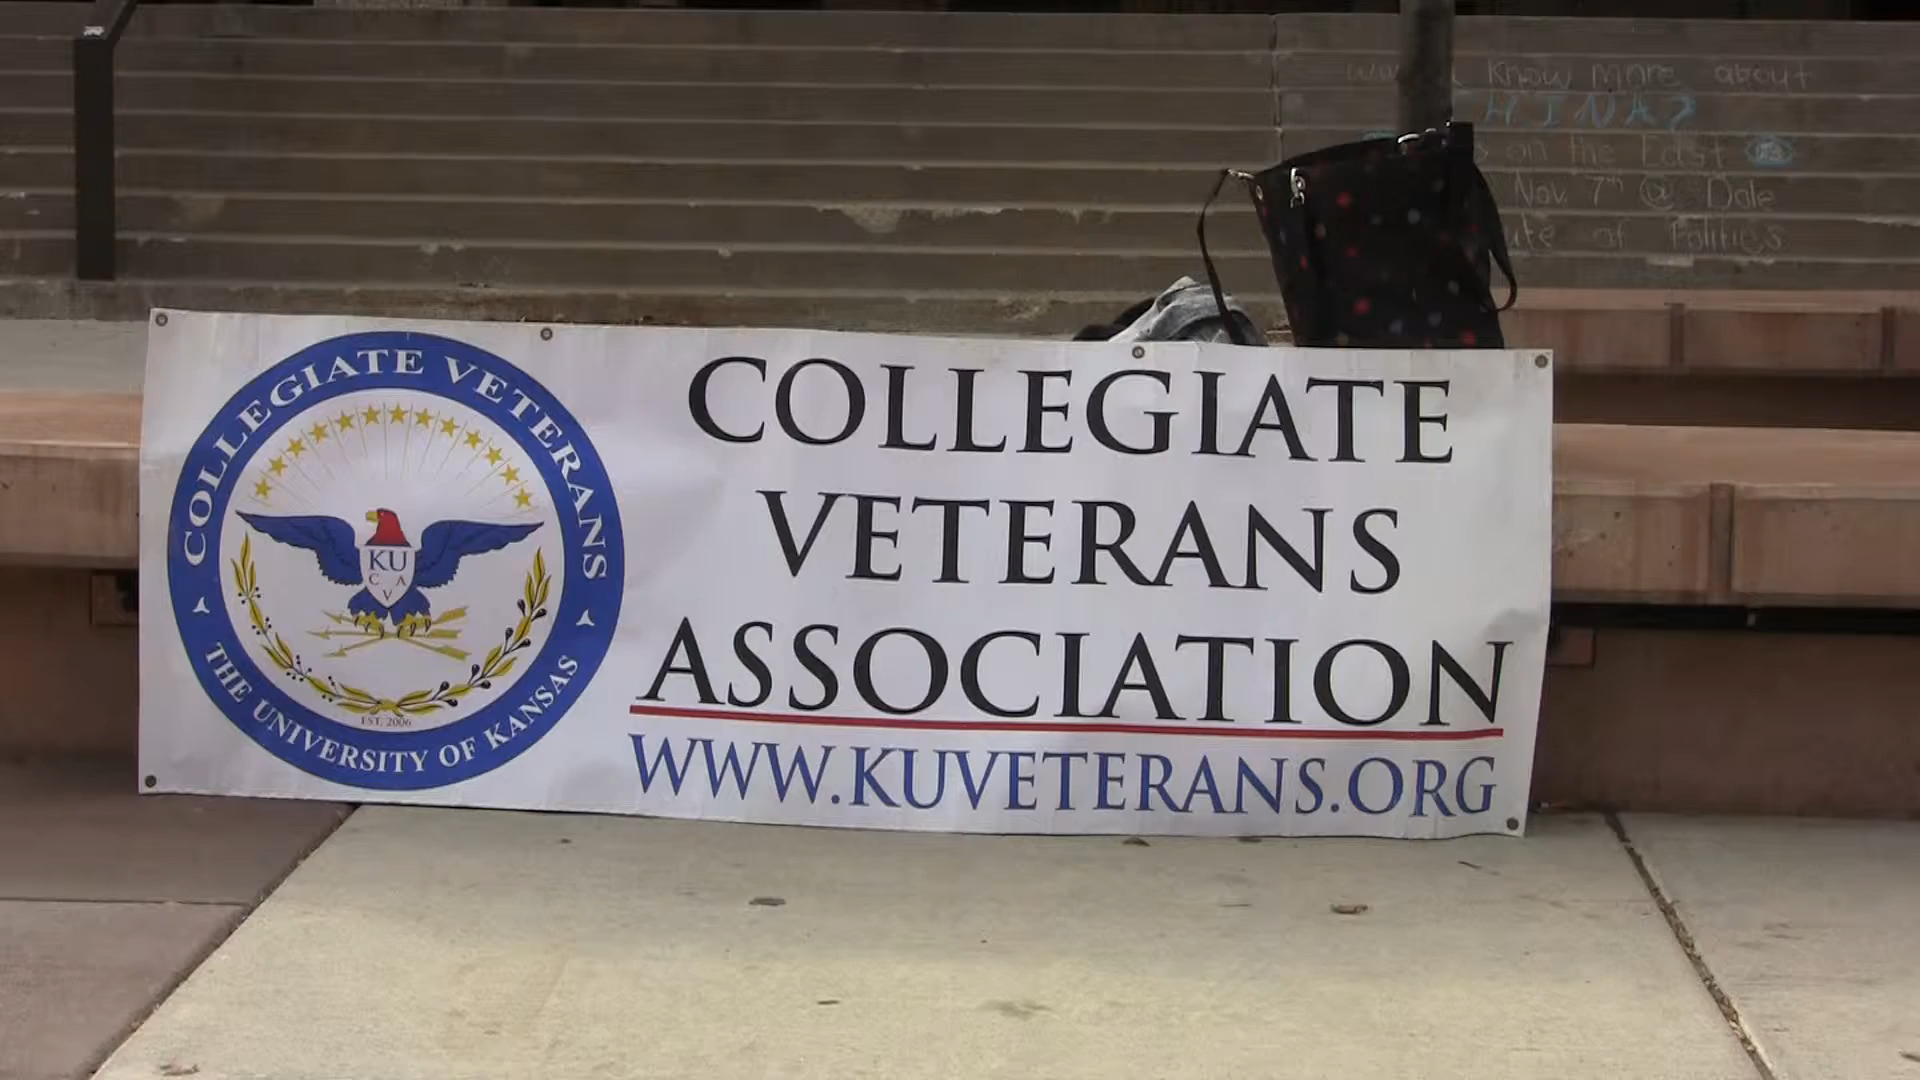 know more about
HINA?
on the East
Nov. 7th @ Dole
of Politics
COLLEGIATE VETERANS
KU
C A
V
EST. 2006
THE UNIVERSITY OF KANSAS
COLLEGIATE
VETERANS
ASSOCIATION
WWW.KUVETERANS.ORG